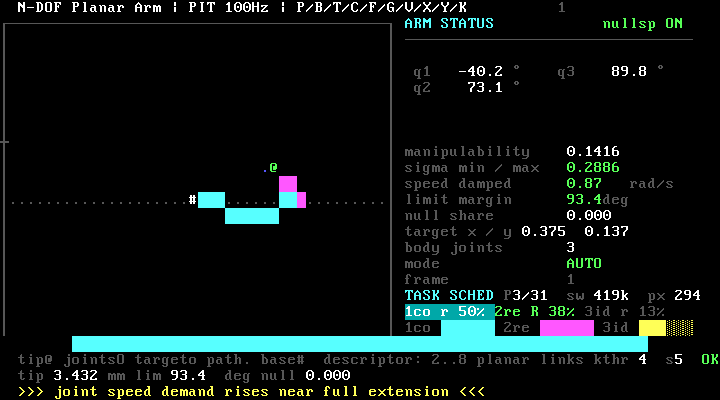 N-DOF Planar Arm | PIT 100Hz | P/B/T/C/F/G/V/X/Y/K 1
ARM STATUS nullsp ON
q1 -40.2 ° q3 89.8 °
q2 73.1 °
manipulability 0.1416
sigma min / max 0.2886
speed damped 0.87 rad/s
limit margin 93.4deg
null share 0.000
target x / y 0.375 0.137
body joints 3
mode AUTO
frame 1
TASK SCHED P3/31 sw 419k px 294
1co r 50% 2re R 38% 3id r 13%
1co 2re 3id
tip@ jointsO targeto path. base# descriptor: 2..8 planar links kthr 4 s5 OK
tip 3.432 mm lim 93.4 deg null 0.000
>>> joint speed demand rises near full extension <<<